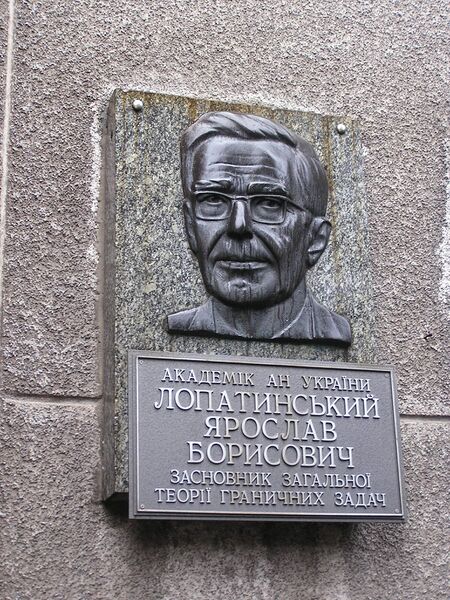 АКАДЕМІК АН УКРАЇНИ
ЛОПАТИНСЬКИЙ
ЯРОСЛАВ
БОРИСОВИЧ
ЗАСНОВНИК ЗАГАЛЬНОЇ
ТЕОРІЇ ГРАНИЧНИХ ЗАДАЧ